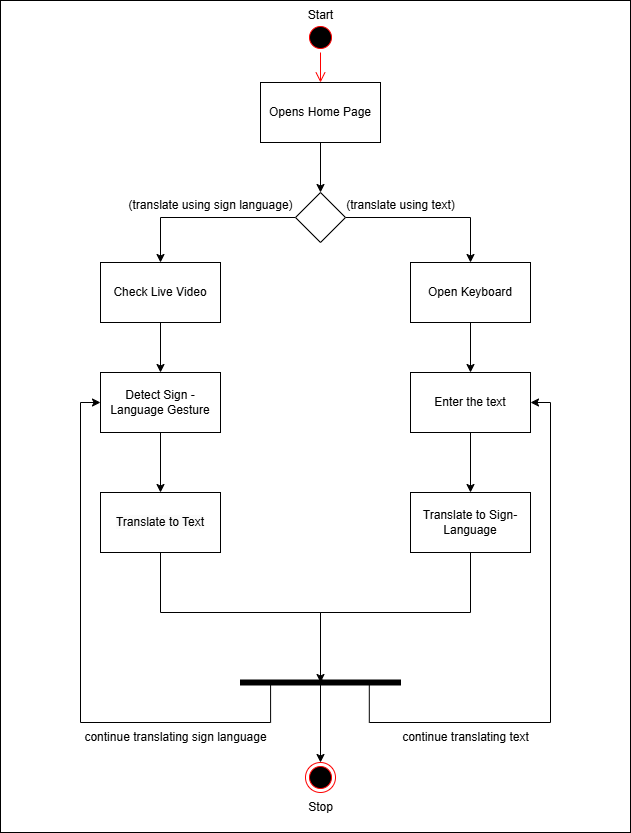 Start
Opens Home Page
(translate using sign language)
(translate using text)
Check Live Video
Open Keyboard
Detect Sign -
Language Gesture
Enter the text
Translate to Text
Translate to Sign-
Language
continue translating sign language
continue translating text
Stop